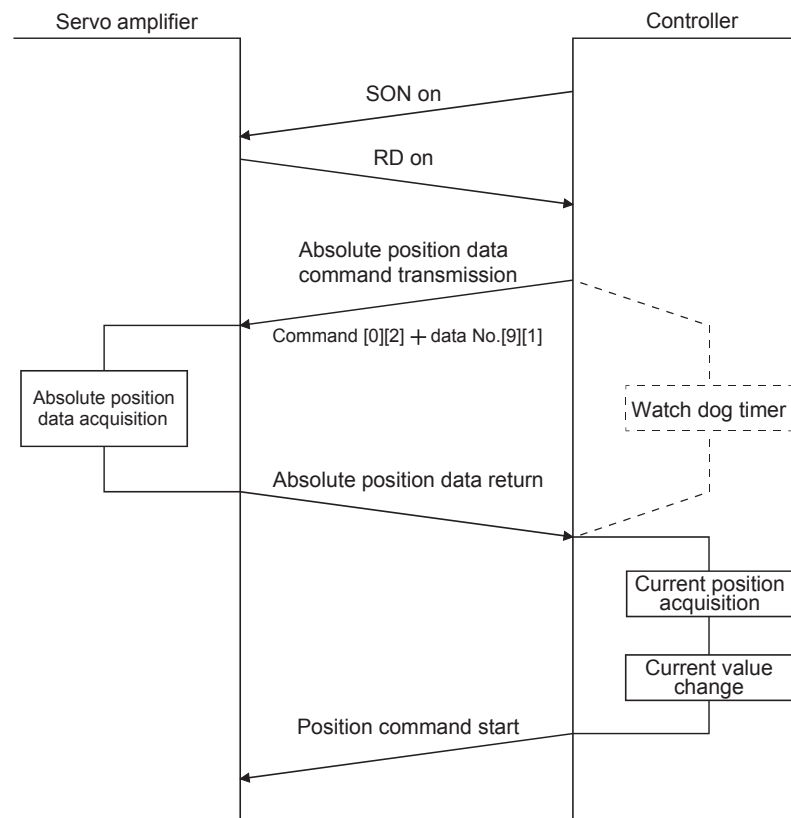 Servo amplifier
Controller
SON on
RD on
Absolute position data
command transmission
Command [0][2] + data No.[9][1]
Absolute position
data acquisition
Watch dog timer
Absolute position data return
Current position
acquisition
Current value
change
Position command start